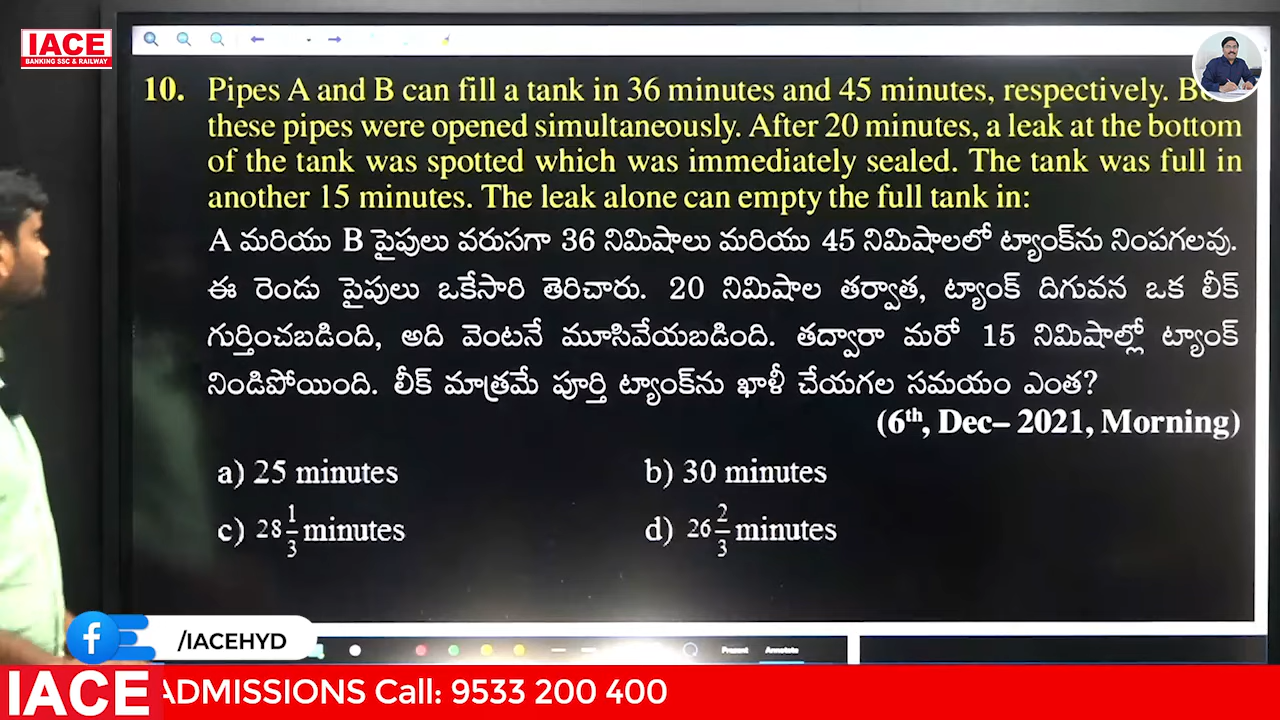 IACE
BANKING SSC & RAILWAY
10. Pipes A and B can fill a tank in 36 minutes and 45 minutes, respectively.
these pipes were opened simultaneously. After 20 minutes, a leak at the bottom
of the tank was spotted which was immediately sealed. The tank was full in
another 15 minutes. The leak alone can empty the full tank in:
A మరియు B పైపులు వరుసగా 36 నిమిషాలు మరియు 45 నిమిషాలలో ట్యాంక్‌ను నింపగలవు.
ఈ రెండు పైపులు ఒకేసారి తెరిచారు. 20 నిమిషాల తర్వాత, ట్యాంక్ దిగువన ఒక లీక్
గుర్తించబడింది, అది వెంటనే మూసివేయబడింది. తద్వారా మరో 15 నిమిషాల్లో ట్యాంక్
నిండిపోయింది. లీక్ మాత్రమే పూర్తి ట్యాంక్‌ను ఖాళీ చేయగల సమయం ఎంత?
(6th, Dec– 2021, Morning)
a) 25 minutes b) 30 minutes
c) 28 1/3 minutes d) 26 2/3 minutes
/IACEHYD
Present Annotate
IACE ADMISSIONS Call: 9533 200 400